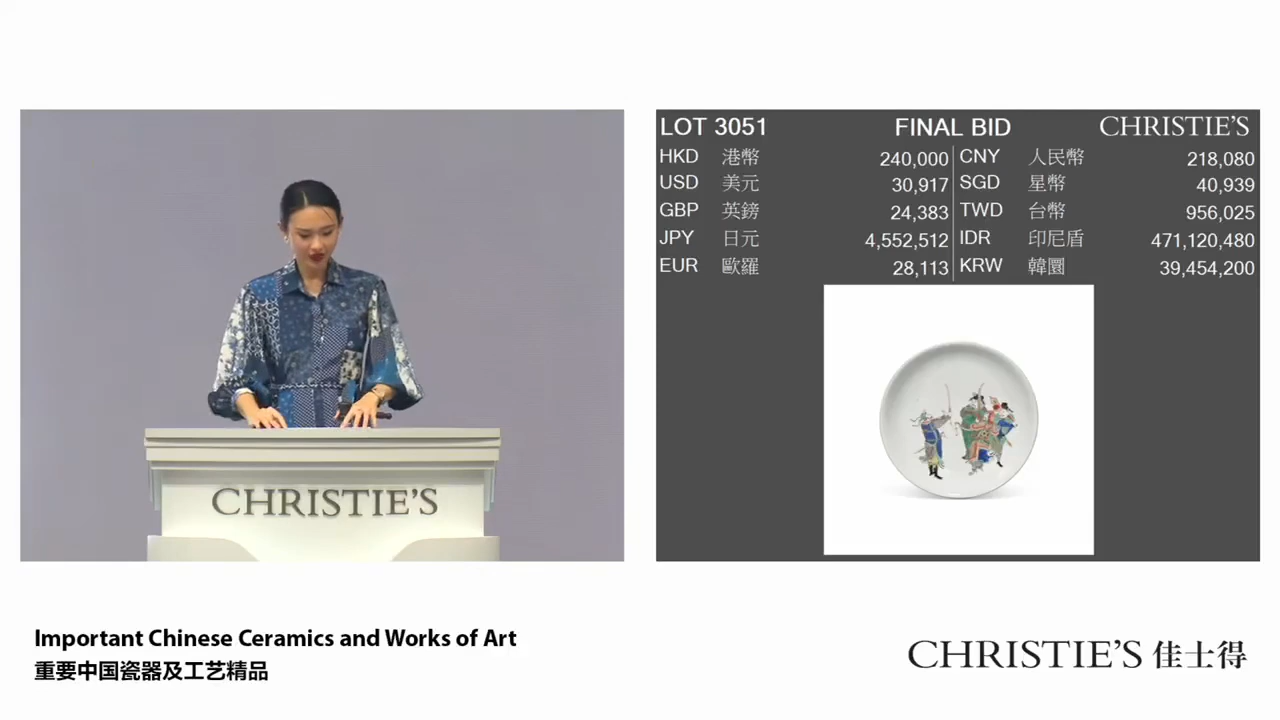 LOT 3051 FINAL BID CHRISTIE'S
HKD 港幣 240,000 CNY 人民幣 218,080
USD 美元 30,917 SGD 星幣 40,939
GBP 英鎊 24,383 TWD 台幣 956,025
JPY 日元 4,552,512 IDR 印尼盾 471,120,480
EUR 歐羅 28,113 KRW 韓圜 39,454,200
CHRISTIE'S
Important Chinese Ceramics and Works of Art
重要中国瓷器及工艺精品
CHRISTIE'S 佳士得